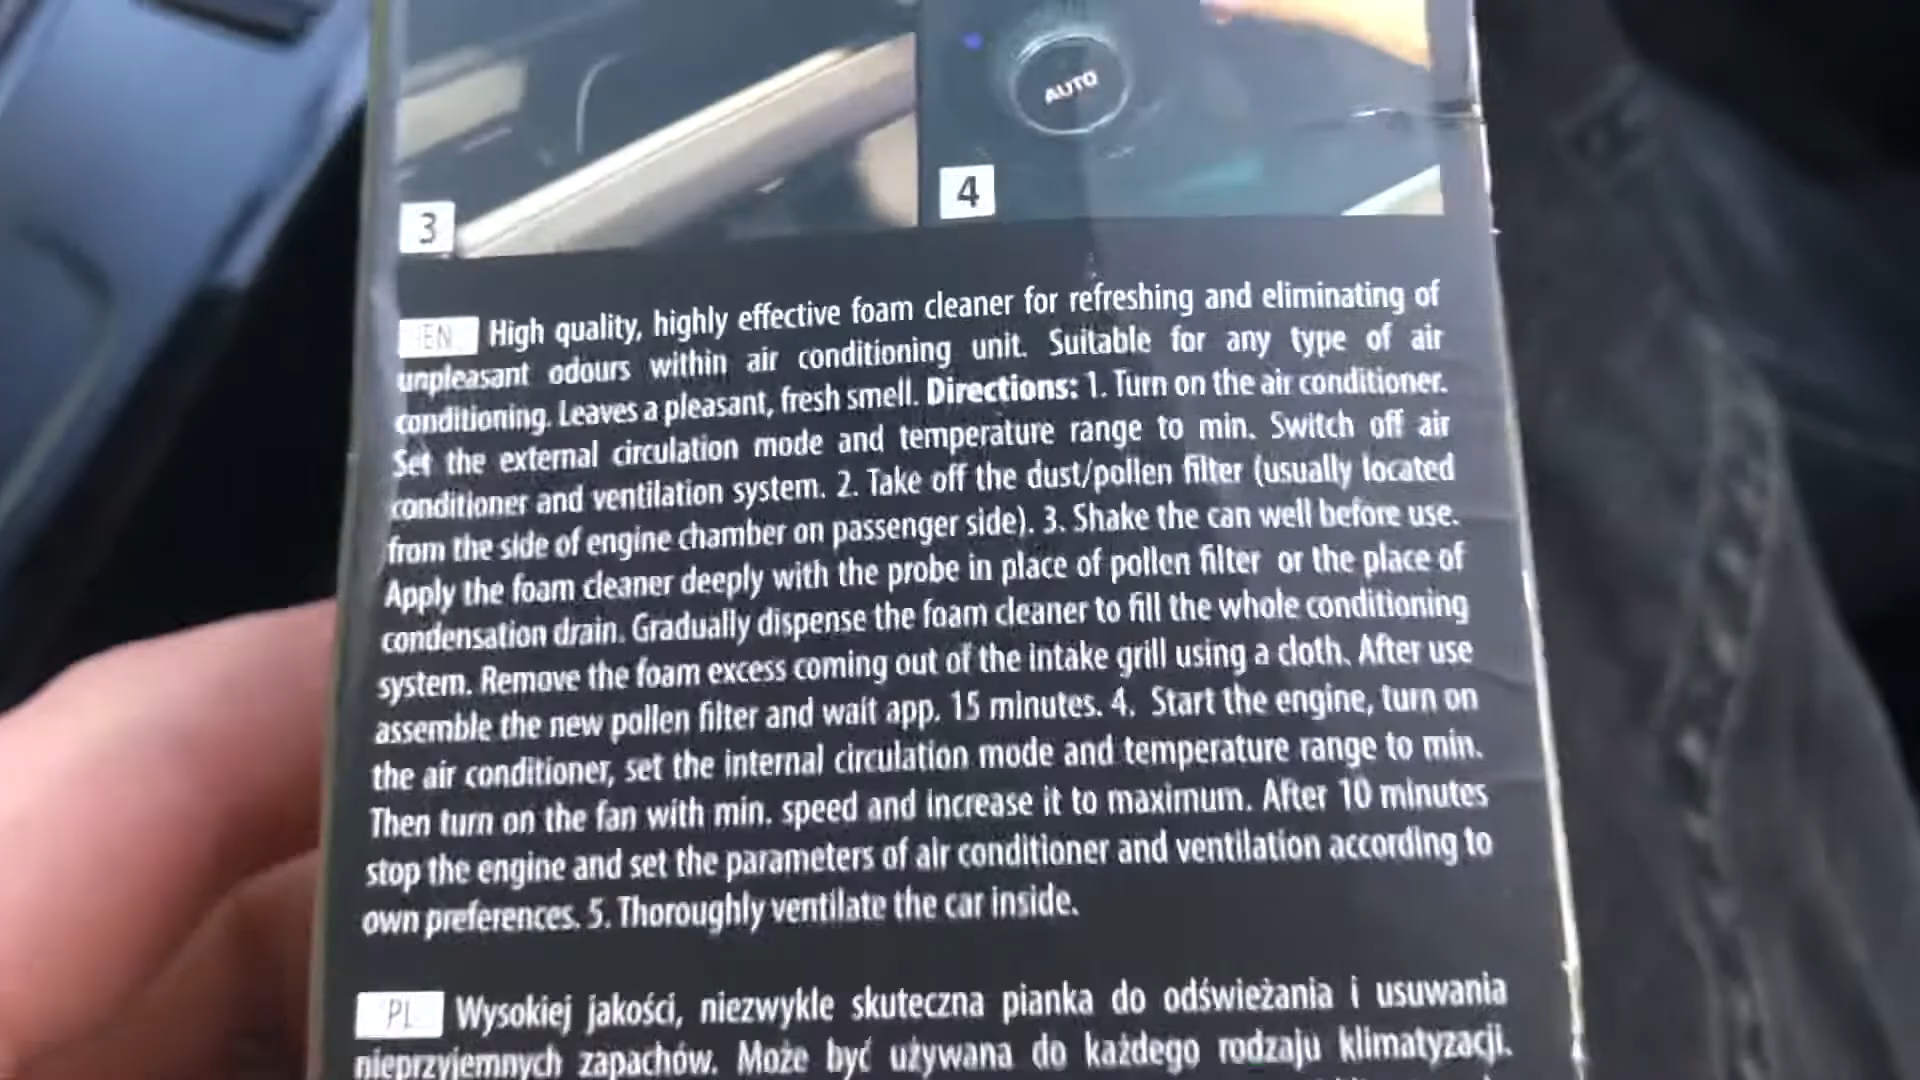 AUTO
3
4
EN High quality, highly effective foam cleaner for refreshing and eliminating of
unpleasant odours within air conditioning unit. Suitable for any type of air
conditioning. Leaves a pleasant, fresh smell. Directions: 1. Turn on the air conditioner.
Set the external circulation mode and temperature range to min. Switch off air
conditioner and ventilation system. 2. Take off the dust/pollen filter (usually located
from the side of engine chamber on passenger side). 3. Shake the can well before use.
Apply the foam cleaner deeply with the probe in place of pollen filter or the place of
condensation drain. Gradually dispense the foam cleaner to fill the whole conditioning
system. Remove the foam excess coming out of the intake grill using a cloth. After use
assemble the new pollen filter and wait app. 15 minutes. 4. Start the engine, turn on
the air conditioner, set the internal circulation mode and temperature range to min.
Then turn on the fan with min. speed and increase it to maximum. After 10 minutes
stop the engine and set the parameters of air conditioner and ventilation according to
own preferences. 5. Thoroughly ventilate the car inside.
PL Wysokiej jakości, niezwykle skuteczna pianka do odświeżania i usuwania
nieprzyjemnych zapachów. Może być używana do każdego rodzaju klimatyzacji.